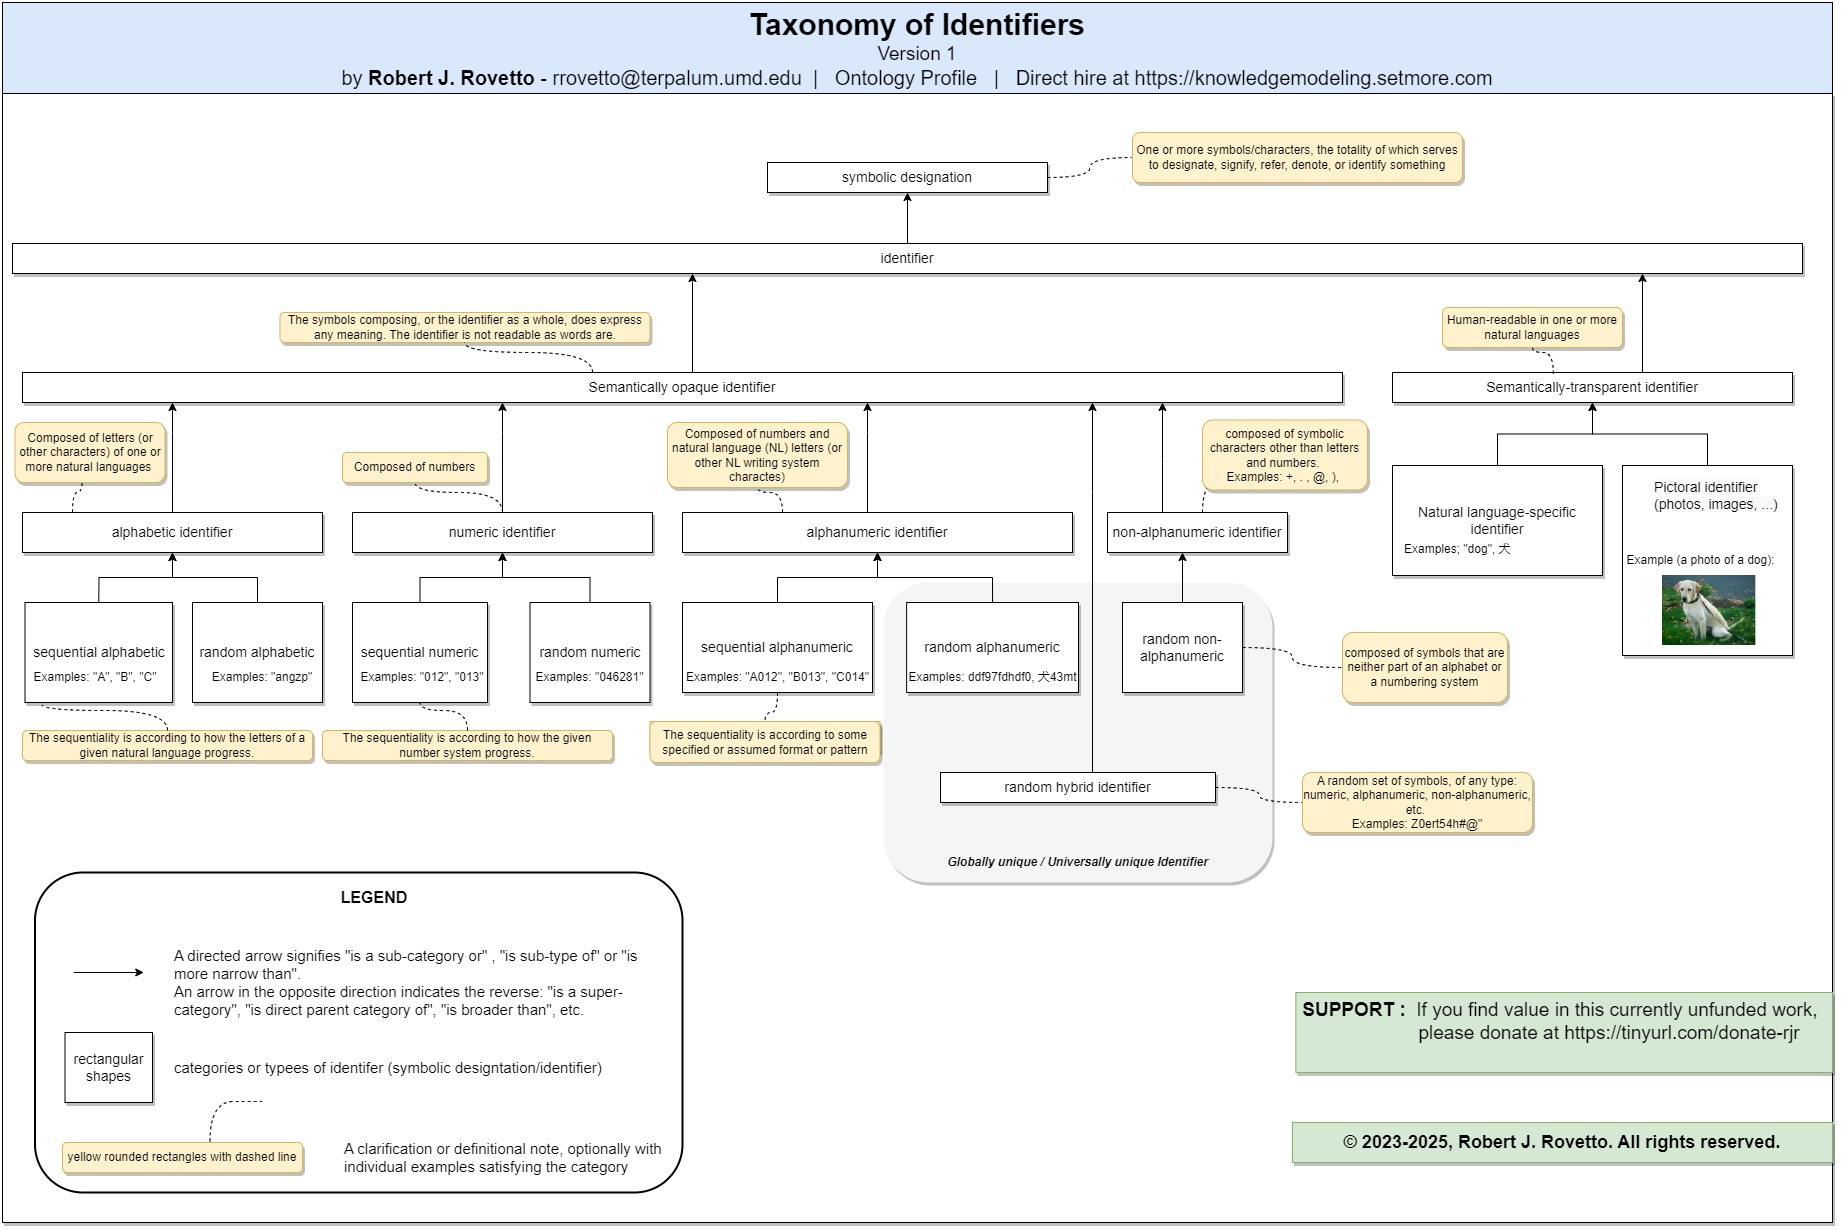 Taxonomy of Identifiers
Version 1
by Robert J. Rovetto - rrovetto@terpalum.umd.edu | Ontology Profile | Direct hire at https://knowledgemodeling.setmore.com
One or more symbols/characters, the totality of which serves
to designate, signify, refer, denote, or identify something
symbolic designation
identifier
The symbols composing, or the identifier as a whole, does express
any meaning. The identifier is not readable as words are.
Human-readable in one or more
natural languages
Semantically opaque identifier
Semantically-transparent identifier
Composed of letters (or
other characters) of one or
more natural languages
Composed of numbers
Composed of numbers and
natural language (NL) letters (or
other NL writing system
charactes)
composed of symbolic
characters other than letters
and numbers.
Examples: +, . , @, ),
alphabetic identifier
numeric identifier
alphanumeric identifier
non-alphanumeric identifier
Natural language-specific
identifier
Examples; "dog", 犬
Pictoral identifier
(photos, images, ...)
Example (a photo of a dog):
sequential alphabetic
Examples: "A", "B", "C"
random alphabetic
Examples: "angzp"
sequential numeric
Examples: "012", "013"
random numeric
Examples: "046281"
sequential alphanumeric
Examples: "A012", "B013", "C014"
random alphanumeric
Examples: ddf97fdhdf0, 犬43mt
random non-
alphanumeric
composed of symbols that are
neither part of an alphabet or
a numbering system
The sequentiality is according to how the letters of a
given natural language progress.
The sequentiality is according to how the given
number system progress.
The sequentiality is according to some
specified or assumed format or pattern
random hybrid identifier
A random set of symbols, of any type:
numeric, alphanumeric, non-alphanumeric,
etc.
Examples: Z0ert54h#@"
Globally unique / Universally unique Identifier
LEGEND
A directed arrow signifies "is a sub-category or" , "is sub-type of" or "is
more narrow than".
An arrow in the opposite direction indicates the reverse: "is a super-
category", "is direct parent category of", "is broader than", etc.
rectangular
shapes
categories or typees of identifer (symbolic designtation/identifier)
yellow rounded rectangles with dashed line
A clarification or definitional note, optionally with
individual examples satisfying the category
SUPPORT : If you find value in this currently unfunded work,
please donate at https://tinyurl.com/donate-rjr
© 2023-2025, Robert J. Rovetto. All rights reserved.